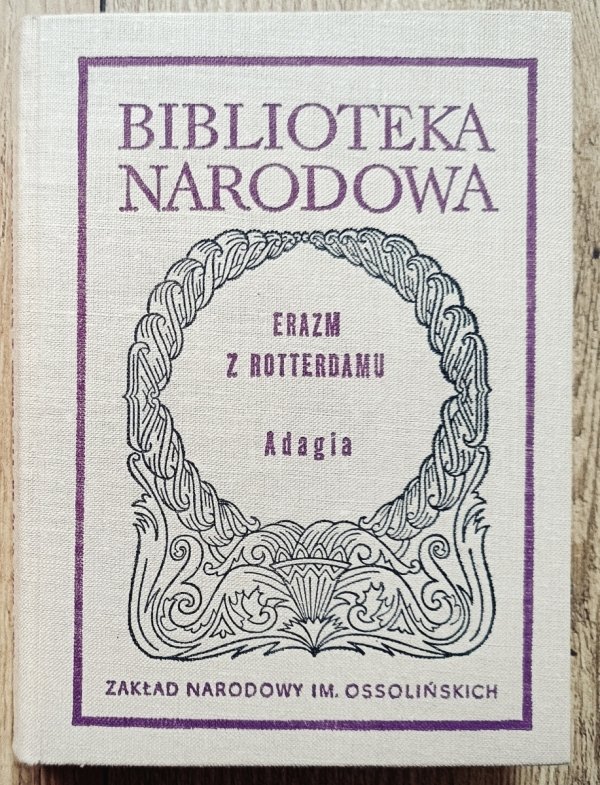 BIBLIOTEKA
NARODOWA
ERAZM
Z ROTTERDAMU
Adagia
ZAKŁAD NARODOWY IM. OSSOLIŃSKICH